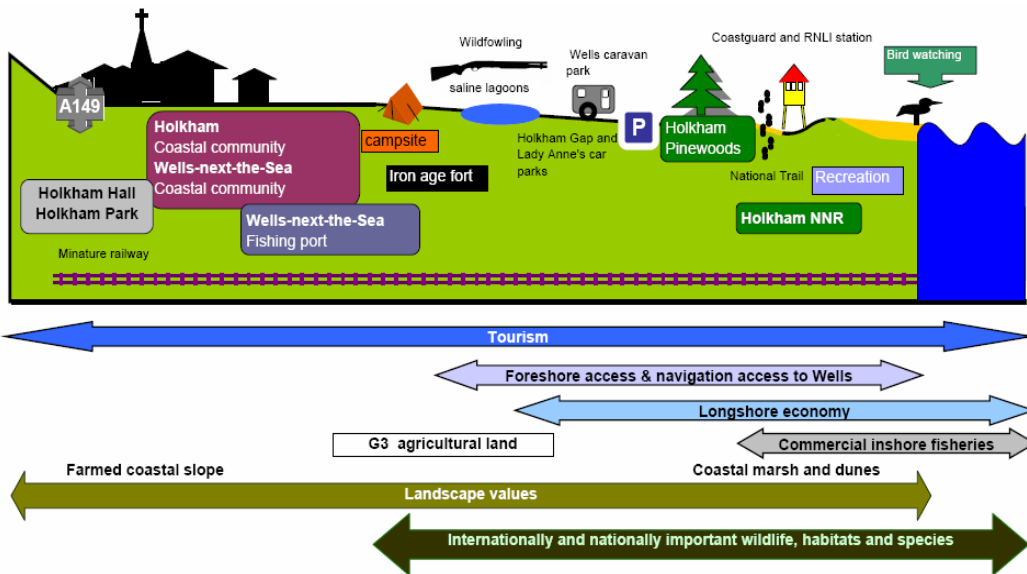 Coastguard and RNLI station
Wildfowling
Bird watching
Wells caravan
park
saline lagoons
A149
P
Holkham
Coastal community
Wells-next-the-Sea
Coastal community
campsite
Holkham Gap and
Lady Anne's car
parks
Holkham
Pinewoods
Iron age fort
National Trail
Recreation
Holkham Hall
Holkham Park
Wells-next-the-Sea
Fishing port
Holkham NNR
Minature railway
Tourism
Foreshore access & navigation access to Wells
Longshore economy
G3 agricultural land
Commercial inshore fisheries
Farmed coastal slope
Coastal marsh and dunes
Landscape values
Internationally and nationally important wildlife, habitats and species